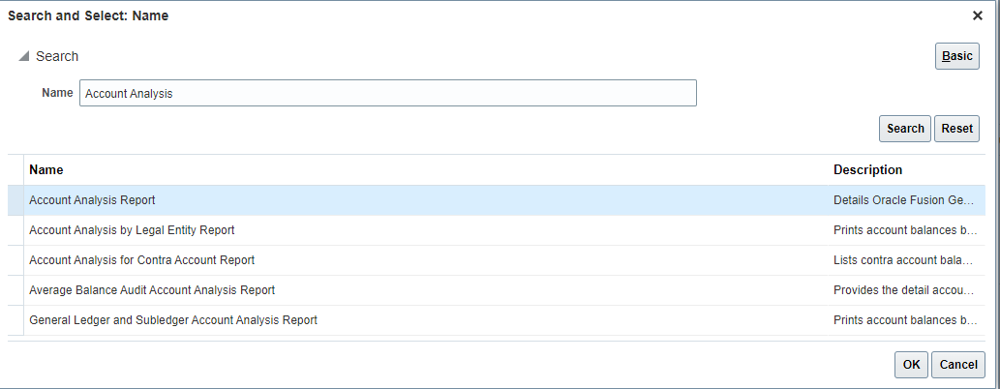 Search and Select: Name
Search
Basic
Name Account Analysis
Search Reset
Name Description
Account Analysis Report Details Oracle Fusion Ge...
Account Analysis by Legal Entity Report Prints account balances b...
Account Analysis for Contra Account Report Lists contra account bala...
Average Balance Audit Account Analysis Report Provides the detail accou...
General Ledger and Subledger Account Analysis Report Prints account balances b...
OK Cancel